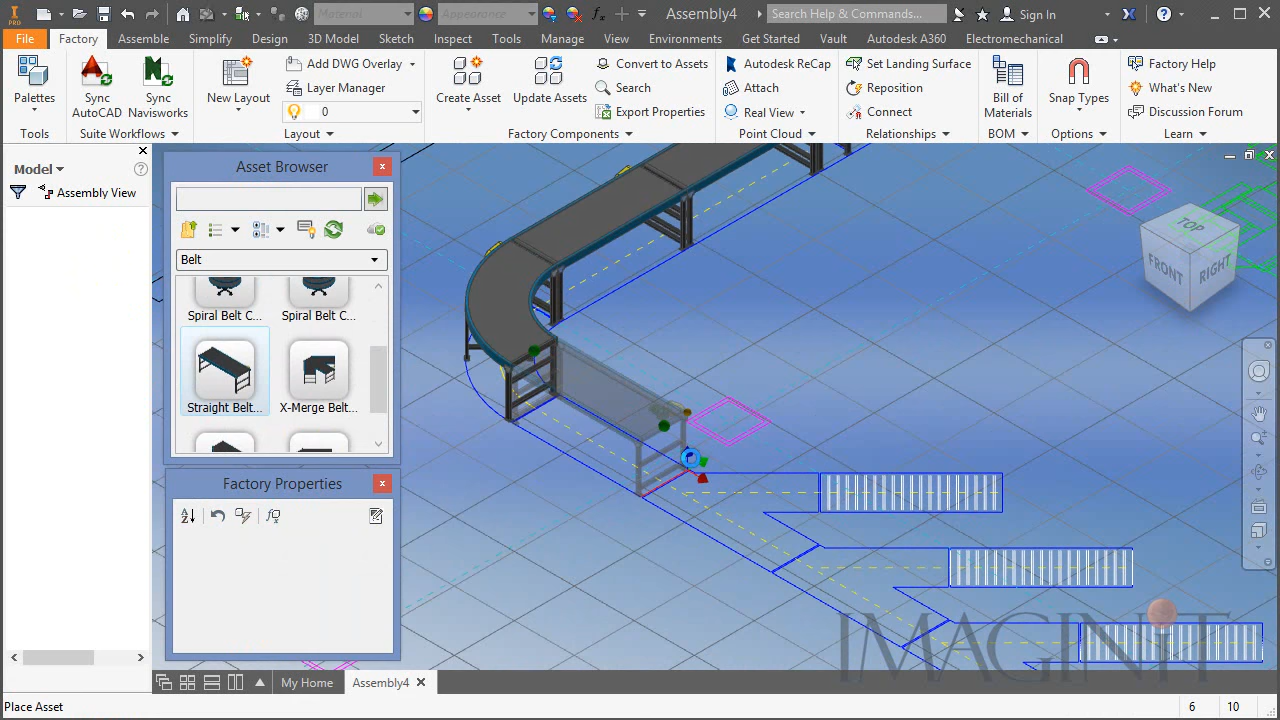 PRO
Material
Appearance
Assembly4
Search Help & Commands...
Sign In
File
Factory
Assemble
Simplify
Design
3D Model
Sketch
Inspect
Tools
Manage
View
Environments
Get Started
Vault
Autodesk A360
Electromechanical
Palettes
Sync
AutoCAD
Sync
Navisworks
New Layout
Add DWG Overlay
Layer Manager
0
Create Asset
Update Assets
Convert to Assets
Search
Export Properties
Autodesk ReCap
Attach
Real View
Set Landing Surface
Reposition
Connect
Bill of
Materials
Snap Types
Factory Help
What's New
Discussion Forum
Tools
Suite Workflows
Layout
Factory Components
Point Cloud
Relationships
BOM
Options
Learn
Model
Assembly View
Asset Browser
Belt
Spiral Belt C...
Spiral Belt C...
Straight Belt...
X-Merge Belt...
Factory Properties
TOP
FRONT
RIGHT
IMAGINiT
My Home
Assembly4
Place Asset
6
10